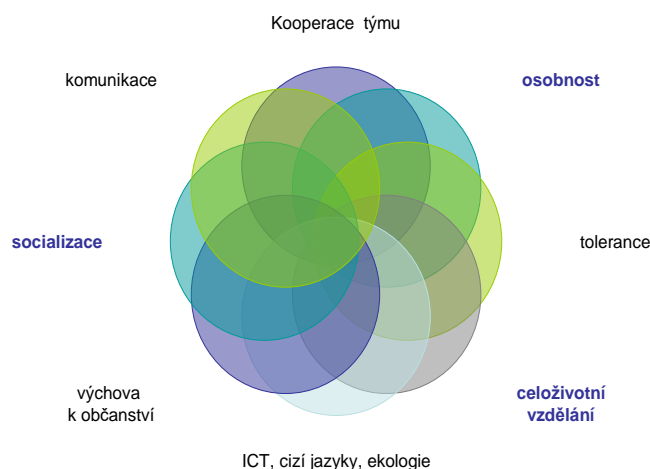 Kooperace týmu
komunikace
osobnost
socializace
tolerance
výchova
k občanství
celoživotní
vzdělání
ICT, cizí jazyky, ekologie